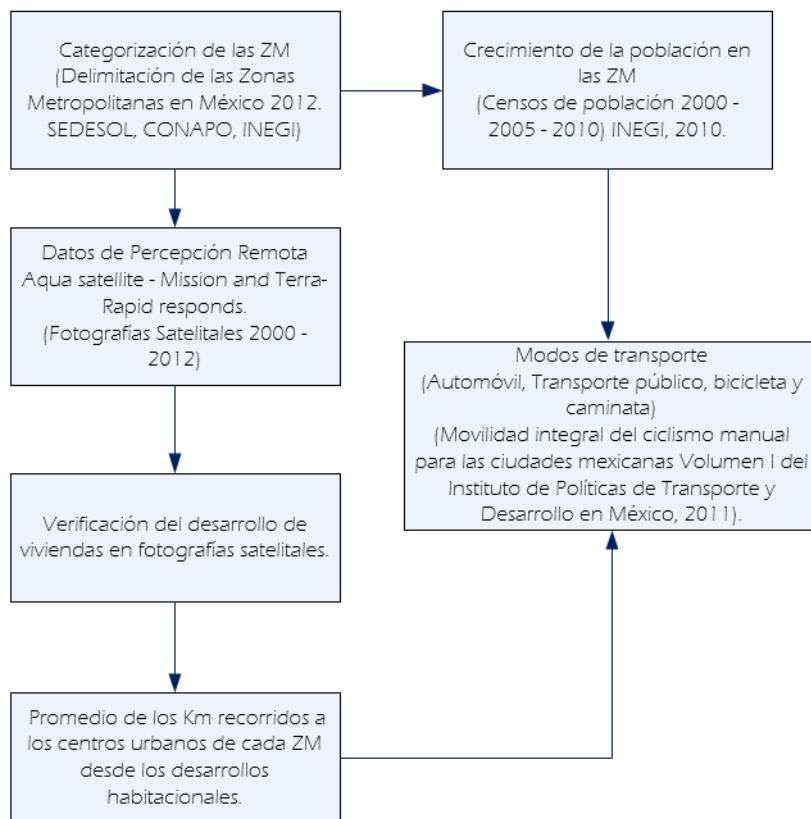 Categorización de las ZM
(Delimitación de las Zonas
Metropolitanas en México 2012.
SEDESOL, CONAPO, INEGI)
Crecimiento de la población en
las ZM
(Censos de población 2000 -
2005 - 2010) INEGI, 2010.
Datos de Percepción Remota
Aqua satellite - Mission and Terra-
Rapid responds.
(Fotografías Satelitales 2000 -
2012)
Modos de transporte
(Automóvil, Transporte público, bicicleta y
caminata)
(Movilidad integral del ciclismo manual
para las ciudades mexicanas Volumen I del
Instituto de Políticas de Transporte y
Desarrollo en México, 2011).
Verificación del desarrollo de
viviendas en fotografías satelitales.
Promedio de los Km recorridos a
los centros urbanos de cada ZM
desde los desarrollos
habitacionales.